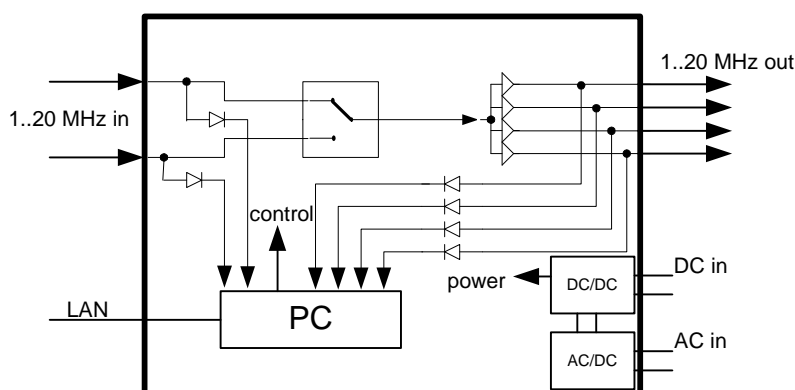 1..20 MHz out
1..20 MHz in
control
power
DC/DC
DC in
LAN
PC
AC/DC
AC in